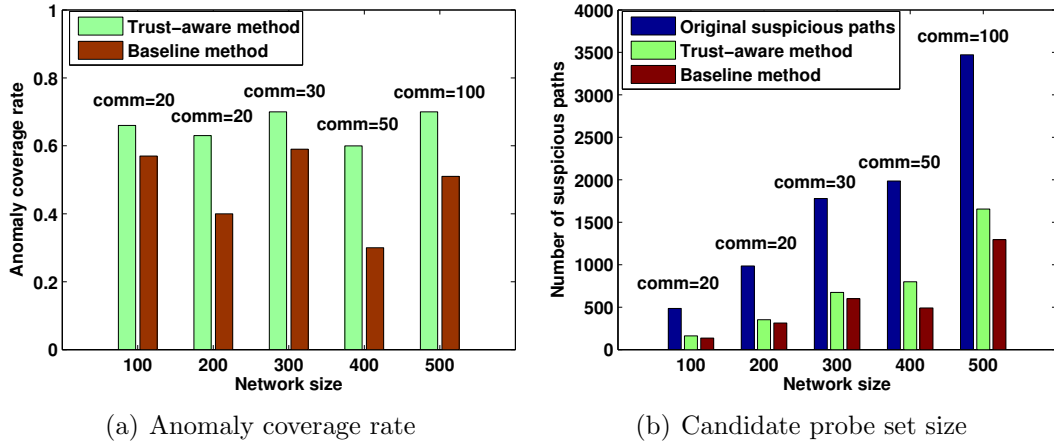 1
0.8
0.6
0.4
0.2
0
Anomaly coverage rate
Trust-aware method
Baseline method
comm=20
comm=20
comm=30
comm=50
comm=100
100 200 300 400 500
Network size
(a) Anomaly coverage rate
4000
3500
3000
2500
2000
1500
1000
500
0
Number of suspicious paths
Original suspicious paths
Trust-aware method
Baseline method
comm=20
comm=20
comm=30
comm=50
comm=100
100 200 300 400 500
Network size
(b) Candidate probe set size